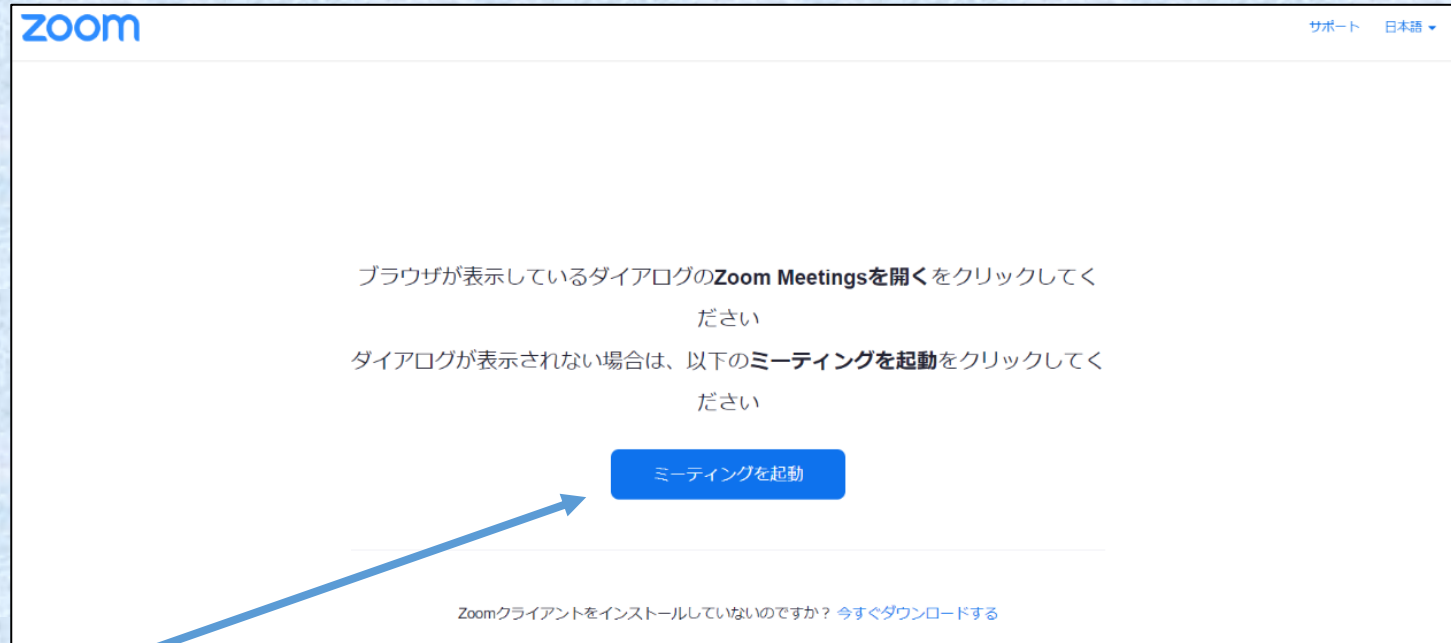 zoom
サポート 日本語
ブラウザが表示しているダイアログのZoom Meetingsを開くをクリックしてく
ださい
ダイアログが表示されない場合は、以下のミーティングを起動をクリックしてく
ださい
ミーティングを起動
Zoomクライアントをインストールしていないのですか？ 今すぐダウンロードする